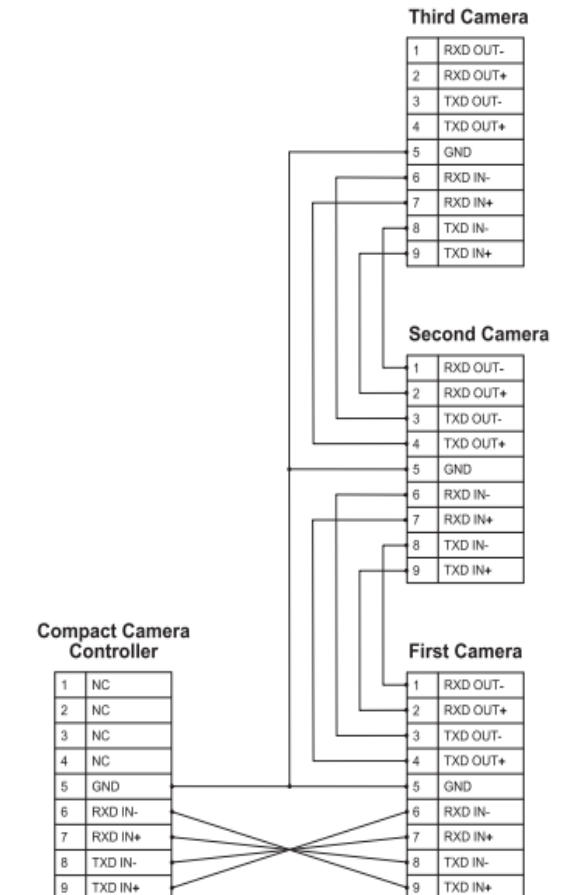 Third Camera
1 RXD OUT-
2 RXD OUT+
3 TXD OUT-
4 TXD OUT+
5 GND
6 RXD IN-
7 RXD IN+
8 TXD IN-
9 TXD IN+
Second Camera
1 RXD OUT-
2 RXD OUT+
3 TXD OUT-
4 TXD OUT+
5 GND
6 RXD IN-
7 RXD IN+
8 TXD IN-
9 TXD IN+
Compact Camera
Controller
1 NC
2 NC
3 NC
4 NC
5 GND
6 RXD IN-
7 RXD IN+
8 TXD IN-
9 TXD IN+
First Camera
1 RXD OUT-
2 RXD OUT+
3 TXD OUT-
4 TXD OUT+
5 GND
6 RXD IN-
7 RXD IN+
8 TXD IN-
9 TXD IN+